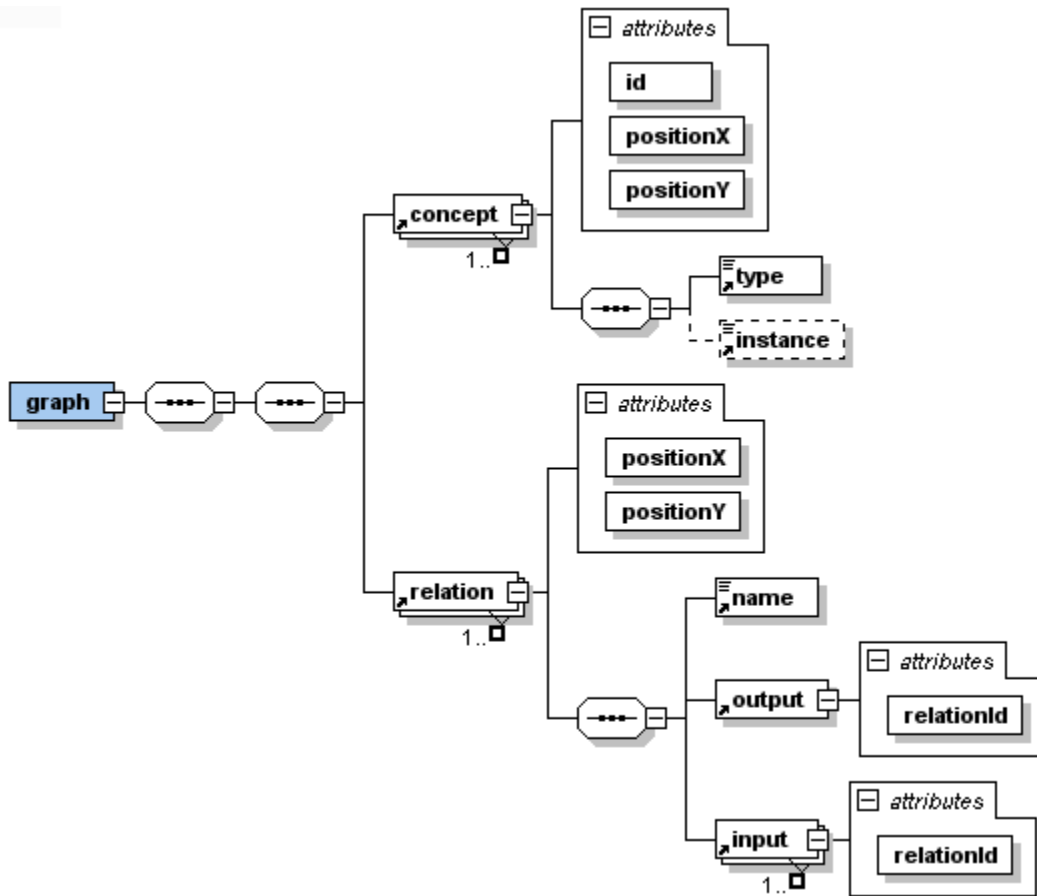 attributes
id
positionX
positionY
concept
1..
type
instance
graph
attributes
positionX
positionY
relation
1..
name
attributes
output
relationId
attributes
input
relationId
1..